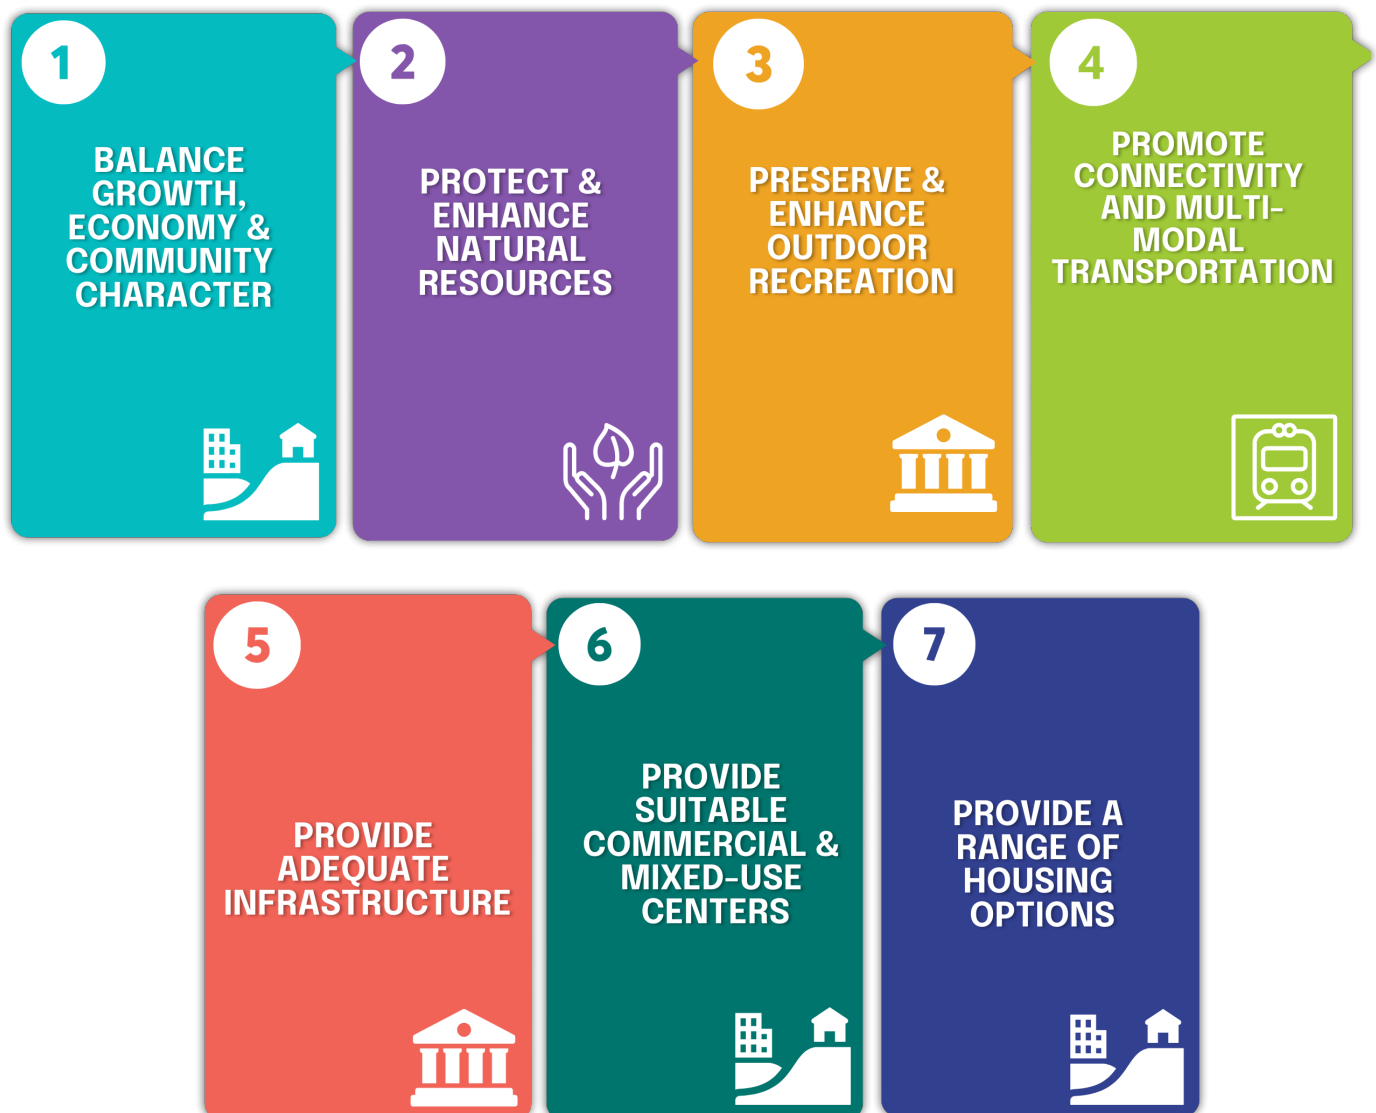 1
BALANCE
GROWTH,
ECONOMY &
COMMUNITY
CHARACTER
2
PROTECT &
ENHANCE
NATURAL
RESOURCES
3
PRESERVE &
ENHANCE
OUTDOOR
RECREATION
4
PROMOTE
CONNECTIVITY
AND MULTI-
MODAL
TRANSPORTATION
5
PROVIDE
ADEQUATE
INFRASTRUCTURE
6
PROVIDE
SUITABLE
COMMERCIAL &
MIXED-USE
CENTERS
7
PROVIDE A
RANGE OF
HOUSING
OPTIONS